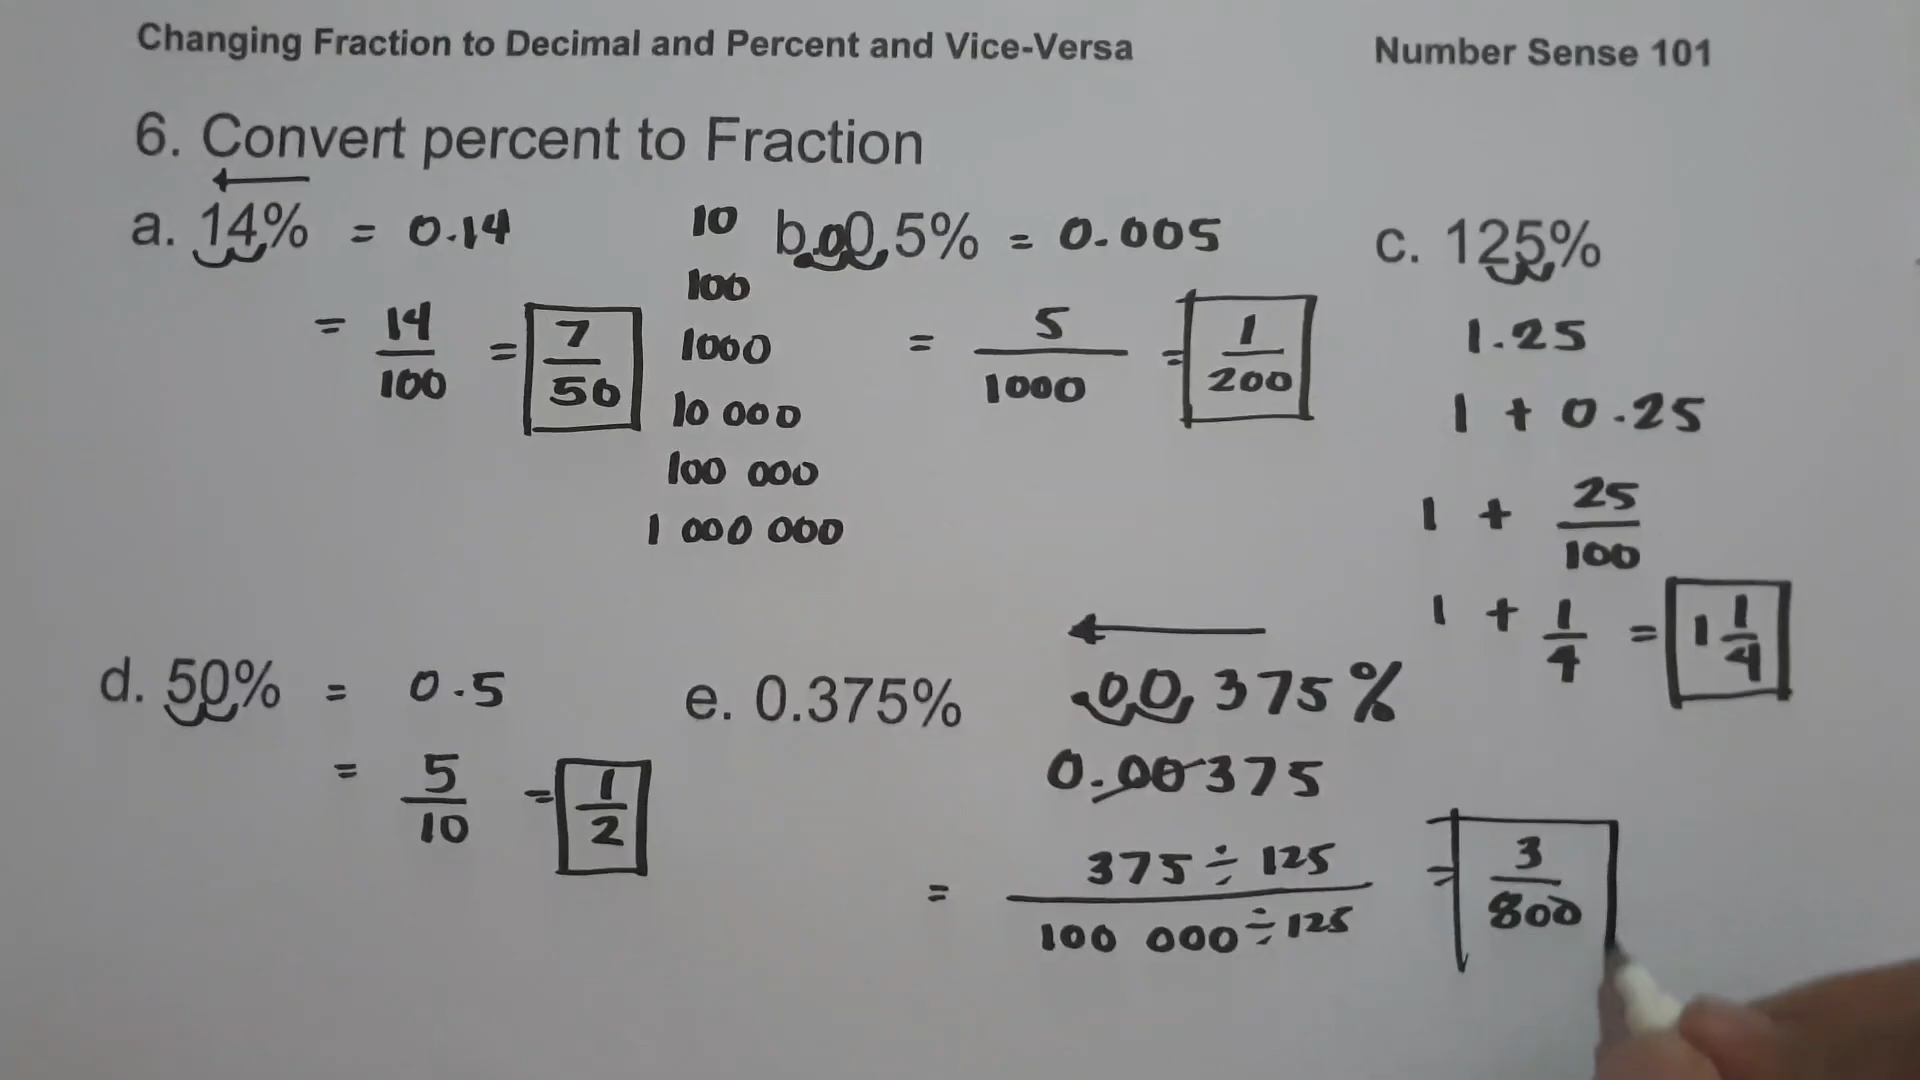 Changing Fraction to Decimal and Percent and Vice-Versa Number Sense 101
6. Convert percent to Fraction
a. 14% = 0.14
= 14/100 = 7/50
10
100
1000
10 000
100 000
1 000 000
b. 00.5% = 0.005
= 5/1000 = 1/200
c. 125%
1.25
1 + 0.25
1 + 25/100
1 + 1/4 = 1 1/4
d. 50% = 0.5
= 5/10 = 1/2
e. 0.375% .00.375%
0.00375
= 375 ÷ 125 / 100 000 ÷ 125 = 3/800